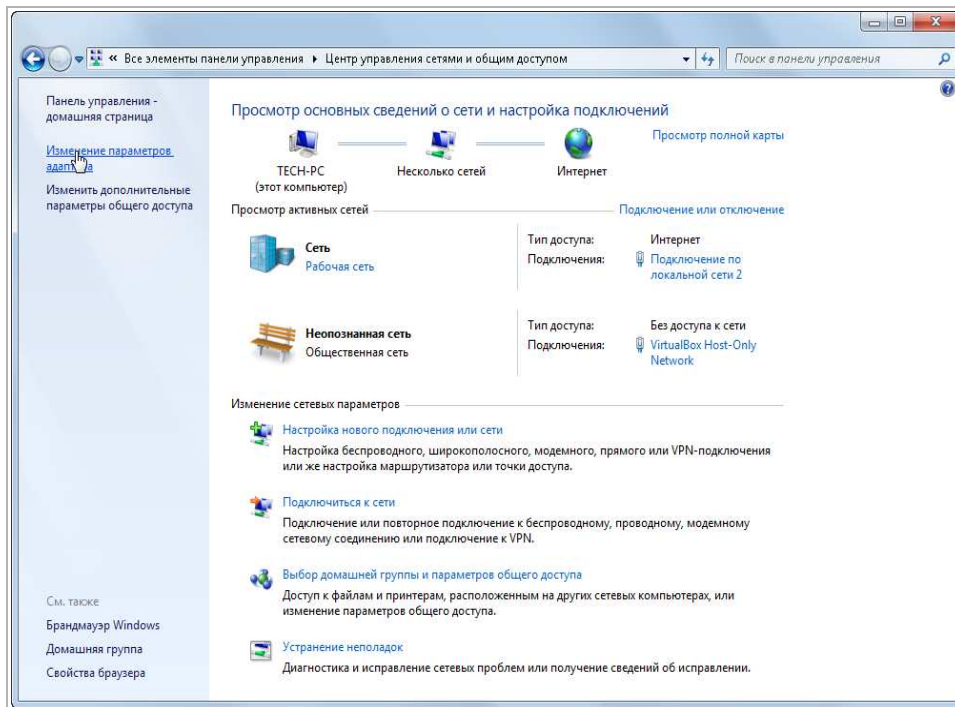 « Все элементы панели управления ▸ Центр управления сетями и общим доступом
Поиск в панели управления
Панель управления -
домашняя страница
Изменение параметров
адаптера
Изменить дополнительные
параметры общего доступа
См. также
Брандмауэр Windows
Домашняя группа
Свойства браузера
Просмотр основных сведений о сети и настройка подключений
Просмотр полной карты
TECH-PC
(этот компьютер)
Несколько сетей
Интернет
Просмотр активных сетей
Подключение или отключение
Сеть
Рабочая сеть
Тип доступа: Интернет
Подключения: Подключение по
локальной сети 2
Неопознанная сеть
Общественная сеть
Тип доступа: Без доступа к сети
Подключения: VirtualBox Host-Only
Network
Изменение сетевых параметров
Настройка нового подключения или сети
Настройка беспроводного, широкополосного, модемного, прямого или VPN-подключения
или же настройка маршрутизатора или точки доступа.
Подключиться к сети
Подключение или повторное подключение к беспроводному, проводному, модемному
сетевому соединению или подключение к VPN.
Выбор домашней группы и параметров общего доступа
Доступ к файлам и принтерам, расположенным на других сетевых компьютерах, или
изменение параметров общего доступа.
Устранение неполадок
Диагностика и исправление сетевых проблем или получение сведений об исправлении.